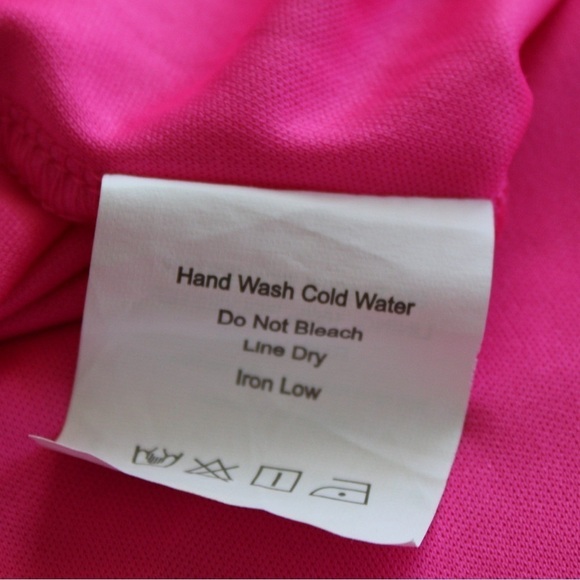 Hand Wash Cold Water
Do Not Bleach
Line Dry
Iron Low